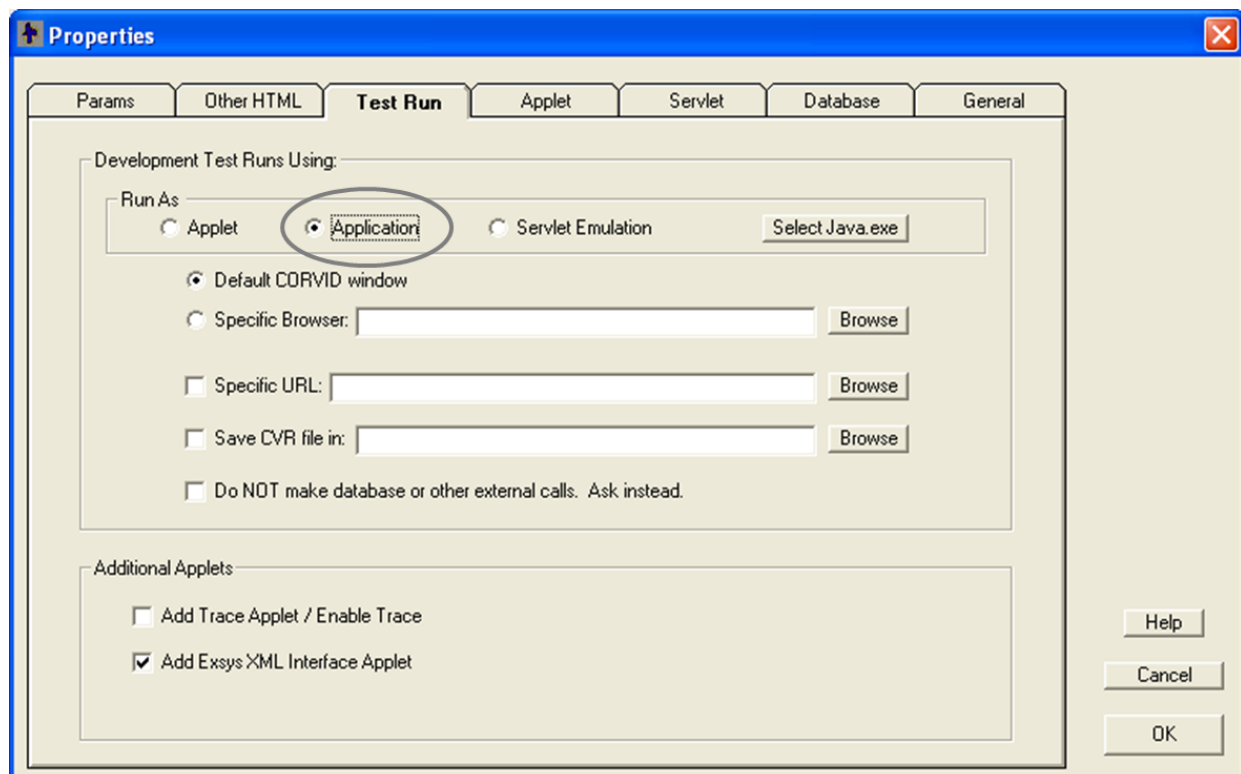 Properties
Params Other HTML Test Run Applet Servlet Database General
Development Test Runs Using:
Run As
Applet Application Servlet Emulation Select Java.exe
Default CORVID window
Specific Browser: Browse
Specific URL: Browse
Save CVR file in: Browse
Do NOT make database or other external calls. Ask instead.
Additional Applets
Add Trace Applet / Enable Trace
Add Exsys XML Interface Applet
Help
Cancel
OK